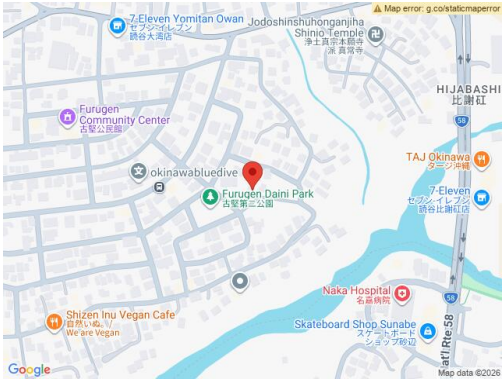 Map error: g.co/staticmaperror
7-Eleven Yomitan Owan
セブン-イレブン
読谷大湾店
Jodoshinshuhonganjiha
Shinjo Temple
浄土真宗本願寺
派 真常寺
HIJABASHI
比謝矼
58
Furugen
Community Center
古堅公民館
TAJ Okinawa
タージ沖縄
okinawabluedive
7-Eleven
セブン-イレブン
読谷比謝矼店
Furugen Daini Park
古堅第二公園
Naka Hospital
名嘉病院
58
Shizen Inu Vegan Cafe
自然いぬ。
We are Vegan
Skateboard Shop Sunabe
スケートボード
ショップ砂辺
Nat'l Rte 58
Google
Map data ©2026